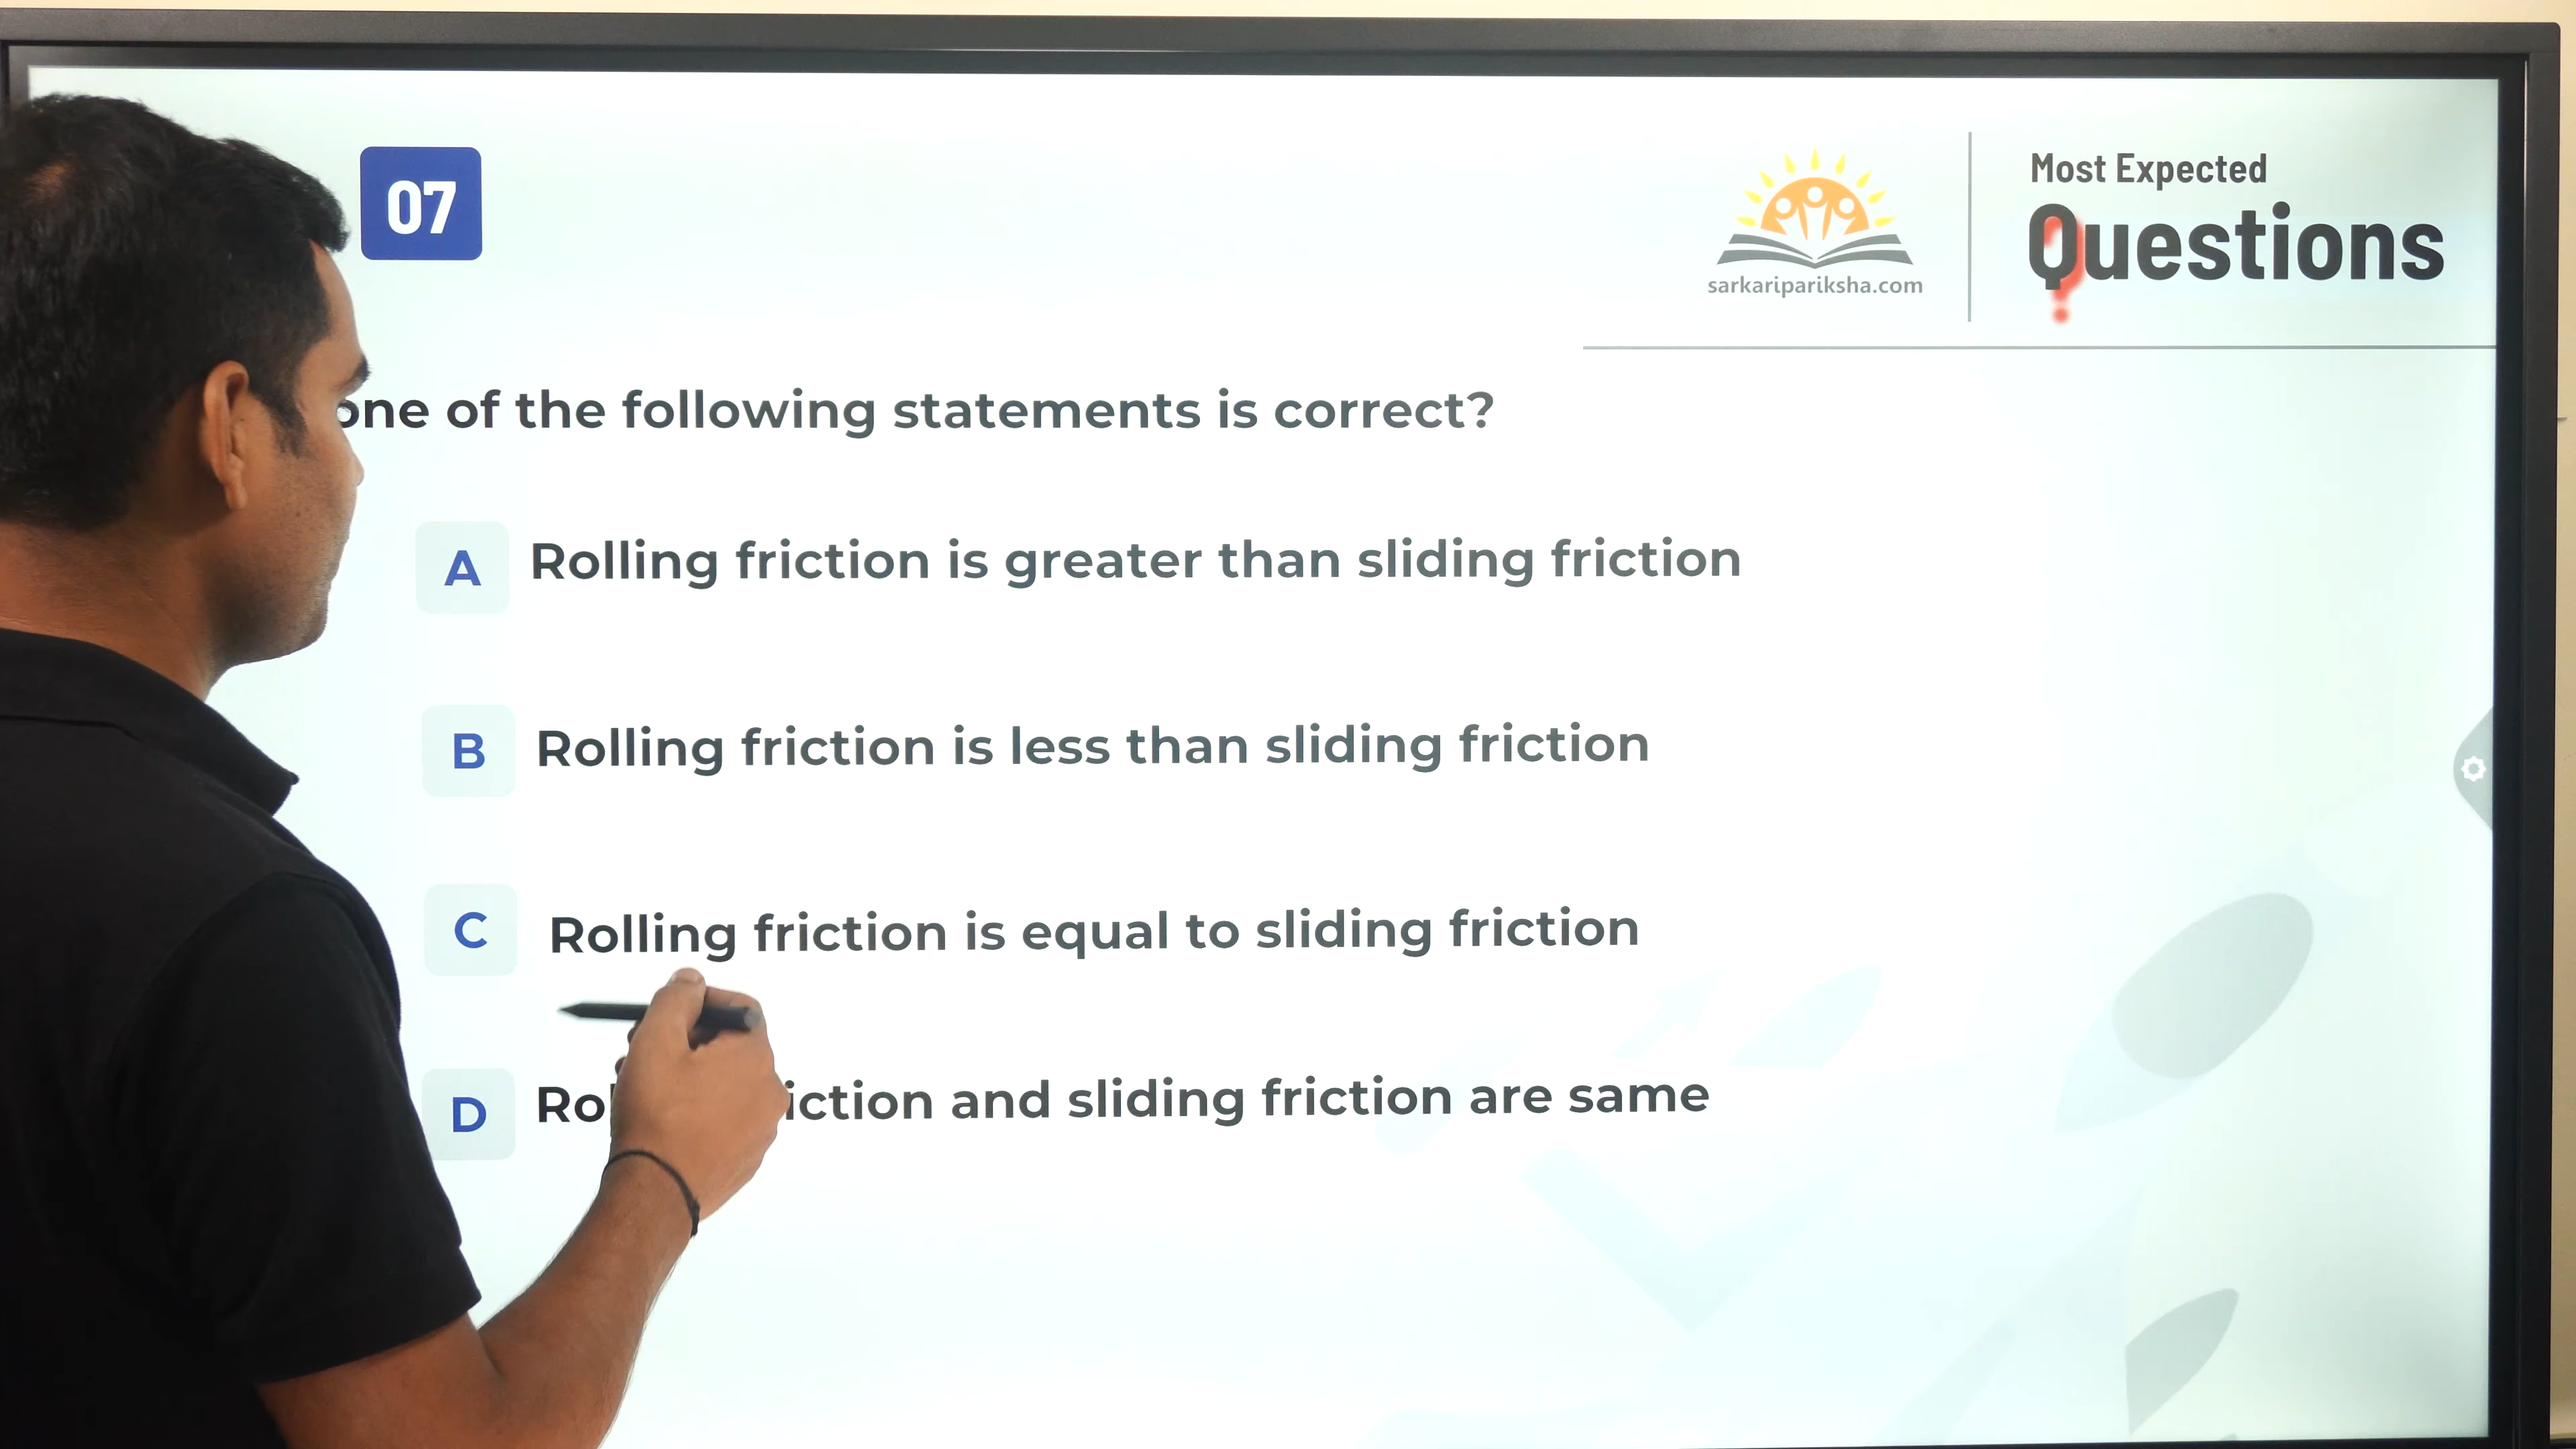 07
sarkaripariksha.com
Most Expected
Questions
one of the following statements is correct?
A Rolling friction is greater than sliding friction
B Rolling friction is less than sliding friction
C Rolling friction is equal to sliding friction
D and sliding friction are same